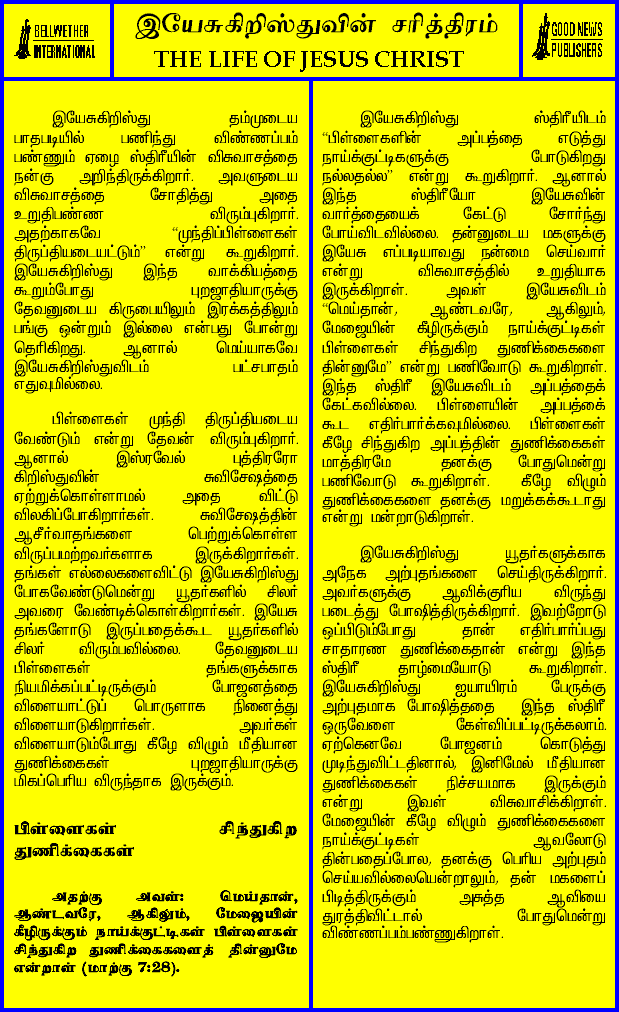 BELLWETHER
INTERNATIONAL
இயேசுகிறிஸ்துவின் சரித்திரம்
THE LIFE OF JESUS CHRIST
GOOD NEWS
PUBLISHERS
இயேசுகிறிஸ்து தம்முடைய
பாதபடியில் பணிந்து விண்ணப்பம்
பண்ணும் ஏழை ஸ்திரீயின் விசுவாசத்தை
நன்கு அறிந்திருக்கிறார். அவளுடைய
விசுவாசத்தை சோதித்து அதை
உறுதிபண்ண விரும்புகிறார்.
அதற்காகவே “முந்திப்பிள்ளைகள்
திருப்தியடையட்டும்” என்று கூறுகிறார்.
இயேசுகிறிஸ்து இந்த வாக்கியத்தை
கூறும்போது புறஜாதியாருக்கு
தேவனுடைய கிருபையிலும் இரக்கத்திலும்
பங்கு ஒன்றும் இல்லை என்பது போன்று
தெரிகிறது. ஆனால் மெய்யாகவே
இயேசுகிறிஸ்துவிடம் பட்சபாதம்
எதுவுமில்லை.
பிள்ளைகள் முந்தி திருப்தியடைய
வேண்டும் என்று தேவன் விரும்புகிறார்.
ஆனால் இஸ்ரவேல் புத்திரரோ
கிறிஸ்துவின் சுவிசேஷத்தை
ஏற்றுக்கொள்ளாமல் அதை விட்டு
விலகிப்போகிறார்கள். சுவிசேஷத்தின்
ஆசீர்வாதங்களை பெற்றுக்கொள்ள
விருப்பமற்றவர்களாக இருக்கிறார்கள்.
தங்கள் எல்லைகளைவிட்டு இயேசுகிறிஸ்து
போகவேண்டுமென்று யூதர்களில் சிலர்
அவரை வேண்டிக்கொள்கிறார்கள். இயேசு
தங்களோடு இருப்பதைக்கூட யூதர்களில்
சிலர் விரும்பவில்லை. தேவனுடைய
பிள்ளைகள் தங்களுக்காக
நியமிக்கப்பட்டிருக்கும் போஜனத்தை
விளையாட்டுப் பொருளாக நினைத்து
விளையாடுகிறார்கள். அவர்கள்
விளையாடும்போது கீழே விழும் மீதியான
துணிக்கைகள் புறஜாதியாருக்கு
மிகப்பெரிய விருந்தாக இருக்கும்.
பிள்ளைகள் சிந்துகிற
துணிக்கைகள்
அதற்கு அவள்: மெய்தான்,
ஆண்டவரே, ஆகிலும், மேஜையின்
கீழிருக்கும் நாய்க்குட்டிகள் பிள்ளைகள்
சிந்துகிற துணிக்கைகளைத் தின்னுமே
என்றாள் (மாற்கு 7:28).
இயேசுகிறிஸ்து ஸ்திரீயிடம்
“பிள்ளைகளின் அப்பத்தை எடுத்து
நாய்க்குட்டிகளுக்கு போடுகிறது
நல்லதல்ல” என்று கூறுகிறார். ஆனால்
இந்த ஸ்திரீயோ இயேசுவின்
வார்த்தையைக் கேட்டு சோர்ந்து
போய்விடவில்லை. தன்னுடைய மகளுக்கு
இயேசு எப்படியாவது நன்மை செய்வார்
என்று விசுவாசத்தில் உறுதியாக
இருக்கிறாள். அவள் இயேசுவிடம்
“மெய்தான், ஆண்டவரே, ஆகிலும்,
மேஜையின் கீழிருக்கும் நாய்க்குட்டிகள்
பிள்ளைகள் சிந்துகிற துணிக்கைகளை
தின்னுமே” என்று பணிவோடு கூறுகிறாள்.
இந்த ஸ்திரீ இயேசுவிடம் அப்பத்தைக்
கேட்கவில்லை. பிள்ளையின் அப்பத்தைக்
கூட எதிர்பார்க்கவுமில்லை. பிள்ளைகள்
கீழே சிந்துகிற அப்பத்தின் துணிக்கைகள்
மாத்திரமே தனக்கு போதுமென்று
பணிவோடு கூறுகிறாள். கீழே விழும்
துணிக்கைகளை தனக்கு மறுக்கக்கூடாது
என்று மன்றாடுகிறாள்.
இயேசுகிறிஸ்து யூதர்களுக்காக
அநேக அற்புதங்களை செய்திருக்கிறார்.
அவர்களுக்கு ஆவிக்குரிய விருந்து
படைத்து போஷித்திருக்கிறார். இவற்றோடு
ஒப்பிடும்போது தான் எதிர்பார்ப்பது
சாதாரண துணிக்கைதான் என்று இந்த
ஸ்திரீ தாழ்மையோடு கூறுகிறாள்.
இயேசுகிறிஸ்து ஐயாயிரம் பேருக்கு
அற்புதமாக போஷித்ததை இந்த ஸ்திரீ
ஒருவேளை கேள்விப்பட்டிருக்கலாம்.
ஏற்கெனவே போஜனம் கொடுத்து
முடிந்துவிட்டதினால், இனிமேல் மீதியான
துணிக்கைகள் நிச்சயமாக இருக்கும்
என்று இவள் விசுவாசிக்கிறாள்.
மேஜையின் கீழே விழும் துணிக்கைகளை
நாய்க்குட்டிகள் ஆவலோடு
தின்பதைப்போல, தனக்கு பெரிய அற்புதம்
செய்யவில்லையென்றாலும், தன் மகளைப்
பிடித்திருக்கும் அசுத்த ஆவியை
துரத்திவிட்டால் போதுமென்று
விண்ணப்பம்பண்ணுகிறாள்.